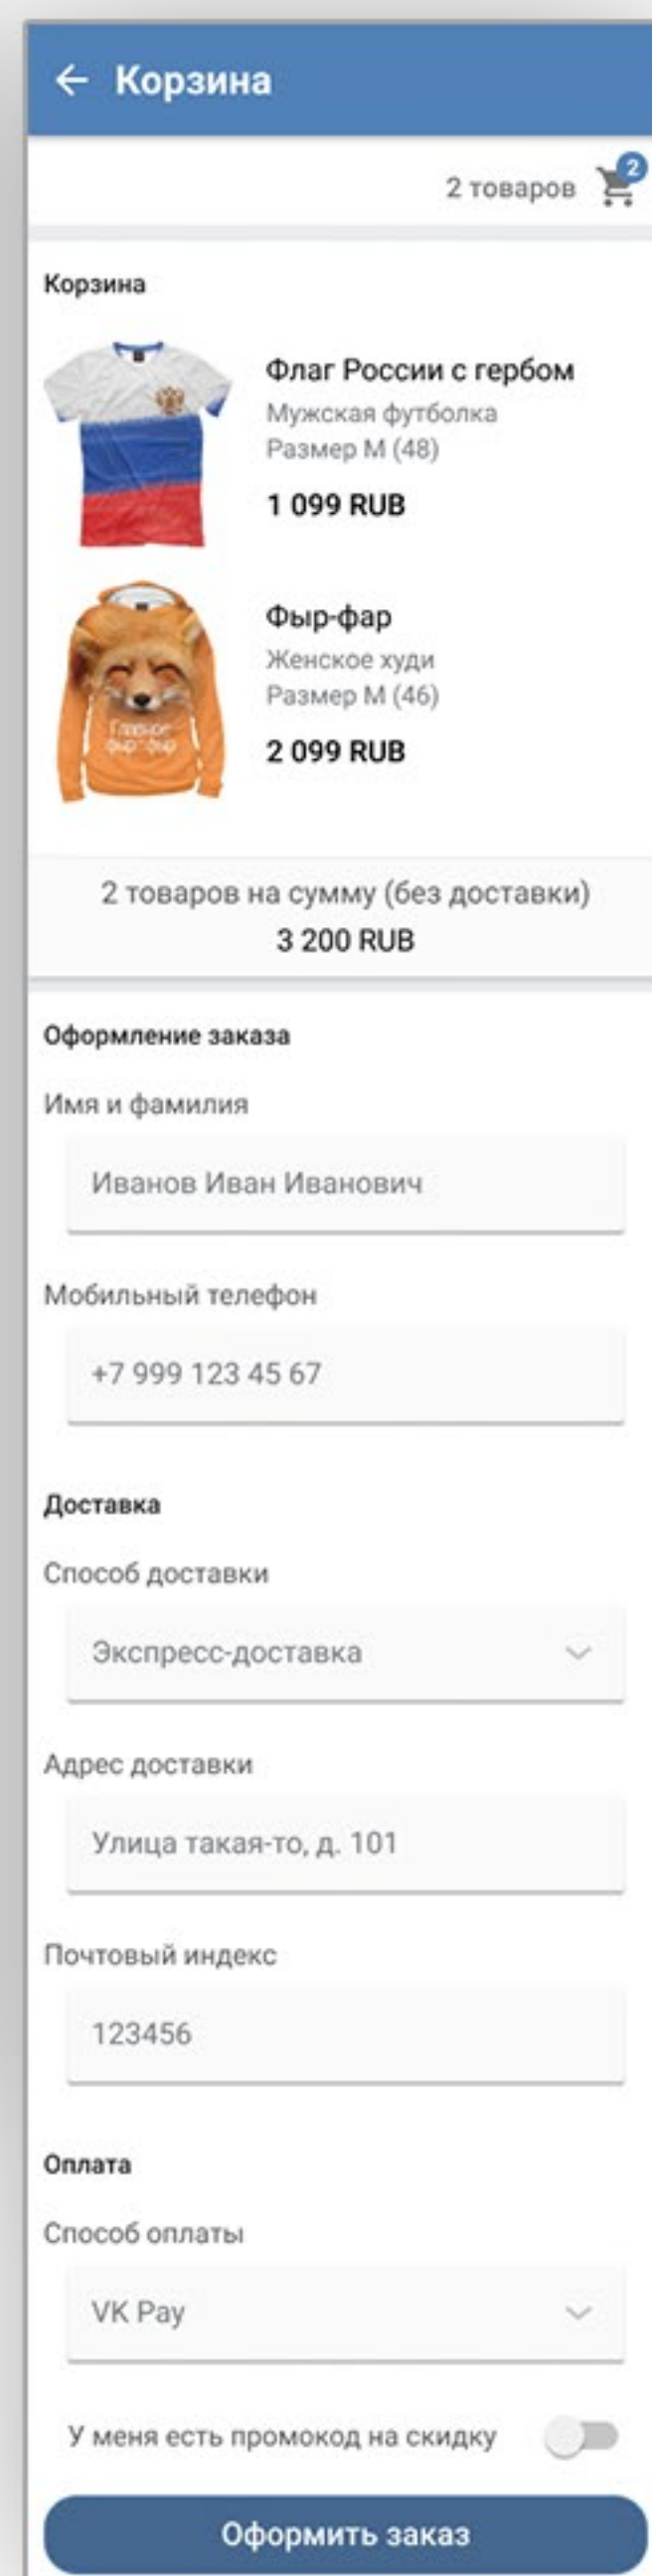 Корзина
2 товаров
2
Корзина
Флаг России с гербом
Мужская футболка
Размер M (48)
1 099 RUB
Фыр-фар
Женское худи
Размер M (46)
2 099 RUB
Главное
фыр-фыр
2 товаров на сумму (без доставки)
3 200 RUB
Оформление заказа
Имя и фамилия
Иванов Иван Иванович
Мобильный телефон
+7 999 123 45 67
Доставка
Способ доставки
Экспресс-доставка
Адрес доставки
Улица такая-то, д. 101
Почтовый индекс
123456
Оплата
Способ оплаты
VK Pay
У меня есть промокод на скидку
Оформить заказ